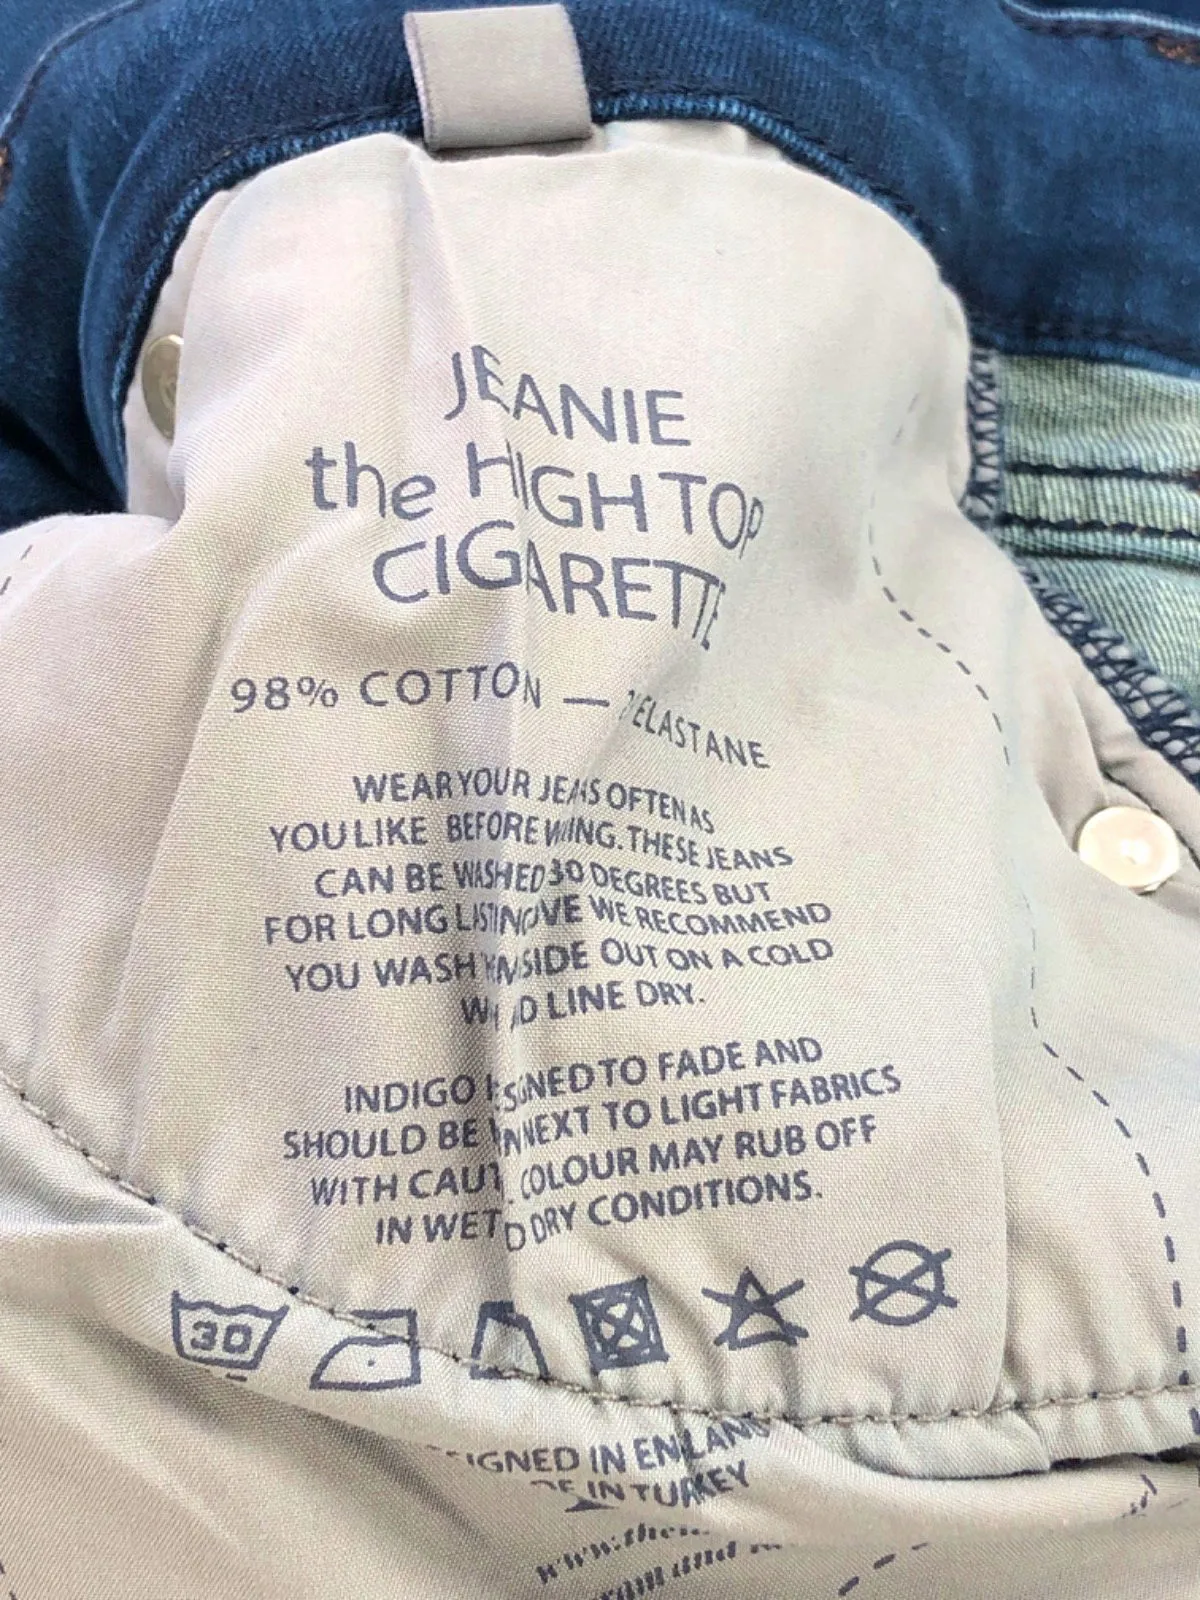 JEANIE
the HIGH TOP
CIGARETTE
98% COTTON — ELASTANE
WEAR YOUR JEANS OFTEN AS
YOU LIKE BEFORE THESE JEANS
CAN BE WASHED 30 DEGREES BUT
FOR LONG WE RECOMMEND
YOU WASH INSIDE OUT ON A COLD
LINE DRY.
INDIGO TO FADE AND
SHOULD BE NEXT TO LIGHT FABRICS
WITH COLOUR MAY RUB OFF
IN WET DRY CONDITIONS.
30
IN ENGLAND
IN TURKEY
and